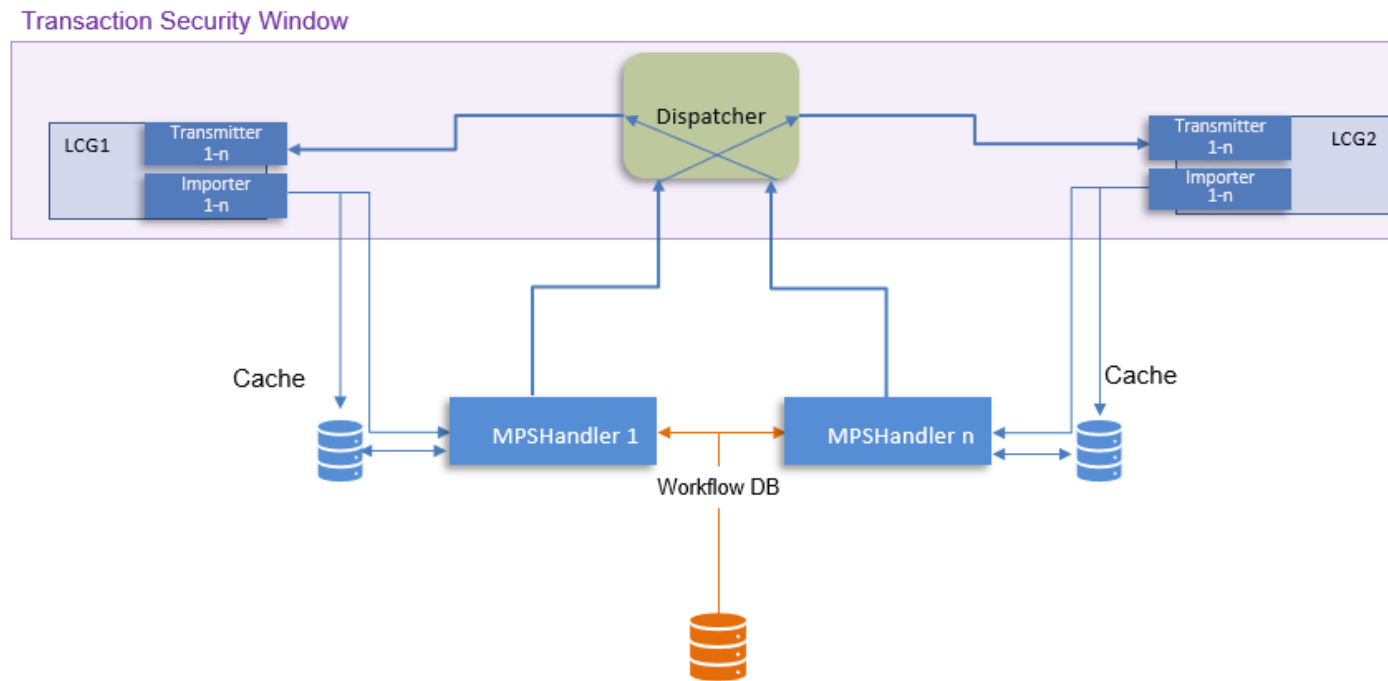 Transaction Security Window
Dispatcher
LCG1
Transmitter
1-n
Importer
1-n
Transmitter
1-n
Importer
1-n
LCG2
Cache
Cache
MPSHandler 1
MPSHandler n
Workflow DB